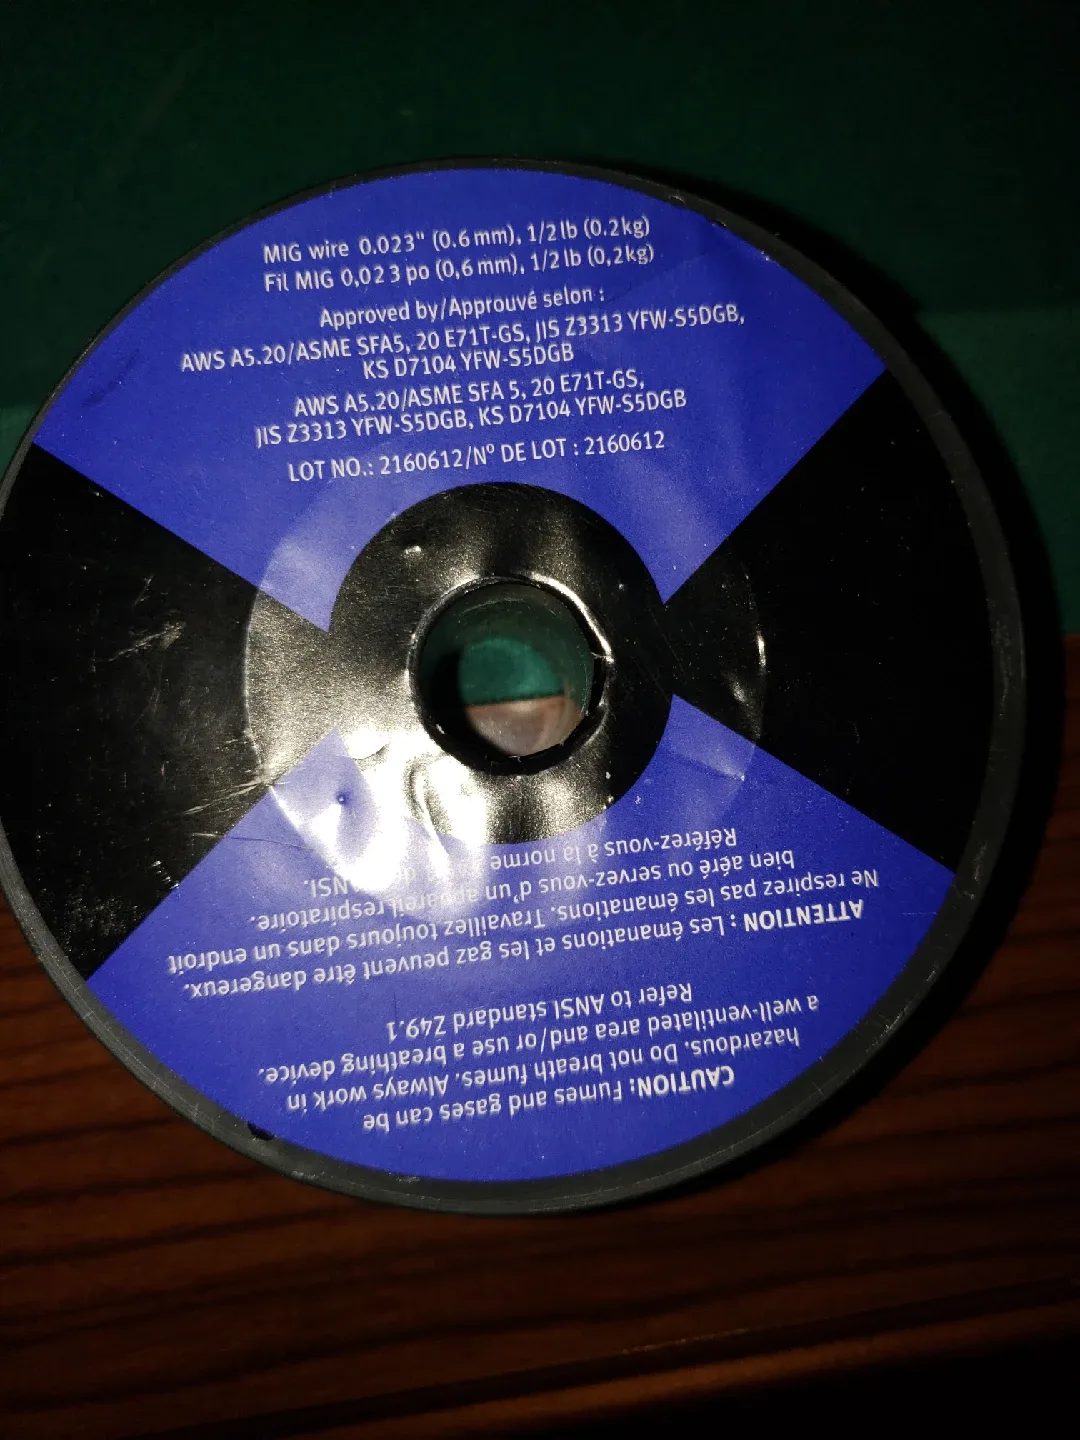 MIG wire 0.023" (0.6 mm), 1/2 lb (0.2 kg)
Fil MIG 0,023 po (0,6 mm), 1/2 lb (0,2 kg)
Approved by/Approuvé selon :
AWS A5.20/ASME SFA5, 20 E71T-GS, JIS Z3313 YFW-S5DGB,
KS D7104 YFW-S5DGB
AWS A5.20/ASME SFA 5, 20 E71T-GS,
JIS Z3313 YFW-S5DGB, KS D7104 YFW-S5DGB
LOT NO.: 2160612/Nº DE LOT : 2160612
CAUTION: Fumes and gases can be
hazardous. Do not breath fumes. Always work in
a well-ventilated area and/or use a breathing device.
Refer to ANSI standard Z49.1
ATTENTION : Les émanations et les gaz peuvent être dangereux.
Ne respirez pas les émanations. Travaillez toujours dans un endroit
bien aéré ou servez-vous d'un appareil respiratoire.
Référez-vous à la norme ANSI.